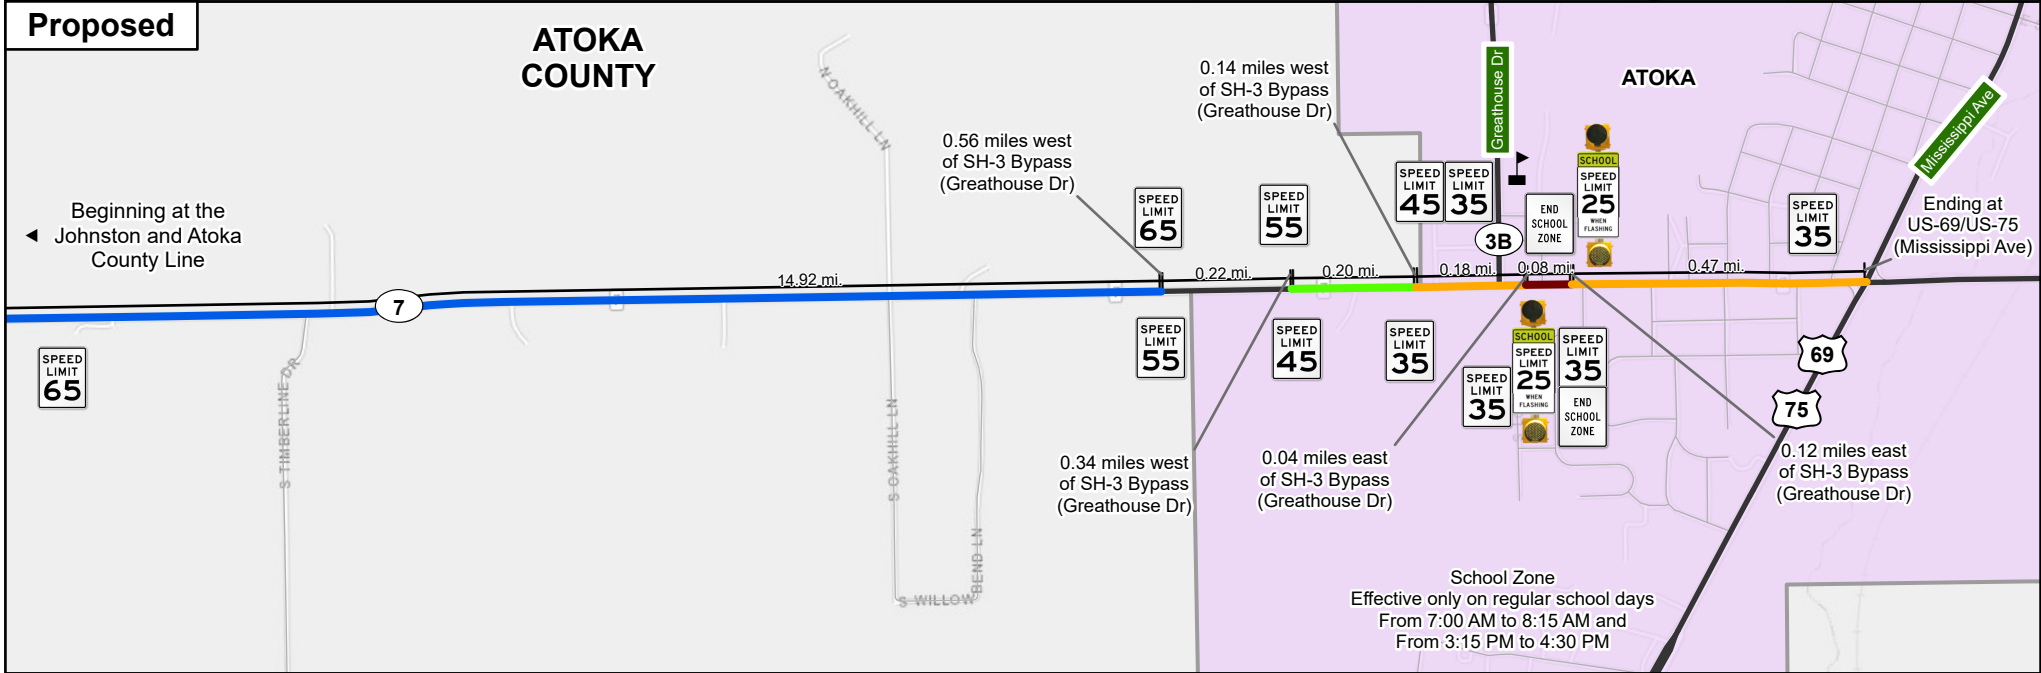 Proposed
ATOKA
COUNTY
Beginning at the
Johnston and Atoka
County Line
SPEED
LIMIT
65
7
14.92 mi.
S TIMBERLINE DR
N OAKHILL LN
S OAKHILL LN
S WILLOW
BEND LN
0.56 miles west
of SH-3 Bypass
(Greathouse Dr)
SPEED
LIMIT
65
SPEED
LIMIT
55
0.22 mi.
SPEED
LIMIT
55
SPEED
LIMIT
45
0.34 miles west
of SH-3 Bypass
(Greathouse Dr)
0.20 mi.
0.14 miles west
of SH-3 Bypass
(Greathouse Dr)
SPEED
LIMIT
45
SPEED
LIMIT
35
SPEED
LIMIT
35
0.18 mi.
Greathouse Dr
3B
END
SCHOOL
ZONE
SCHOOL
SPEED
LIMIT
25
WHEN
FLASHING
0.08 mi.
0.04 miles east
of SH-3 Bypass
(Greathouse Dr)
SPEED
LIMIT
35
SCHOOL
SPEED
LIMIT
25
WHEN
FLASHING
SPEED
LIMIT
35
END
SCHOOL
ZONE
0.12 miles east
of SH-3 Bypass
(Greathouse Dr)
ATOKA
0.47 mi.
SPEED
LIMIT
35
Mississippi Ave
Ending at
US-69/US-75
(Mississippi Ave)
69
75
School Zone
Effective only on regular school days
From 7:00 AM to 8:15 AM and
From 3:15 PM to 4:30 PM